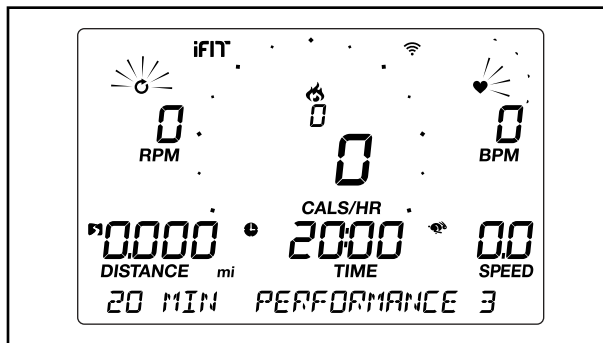 iFIT
0
0
0
0
RPM
BPM
CALS/HR
0.000
20:00
0.0
DISTANCE mi
TIME
SPEED
20 MIN PERFORMANCE 3